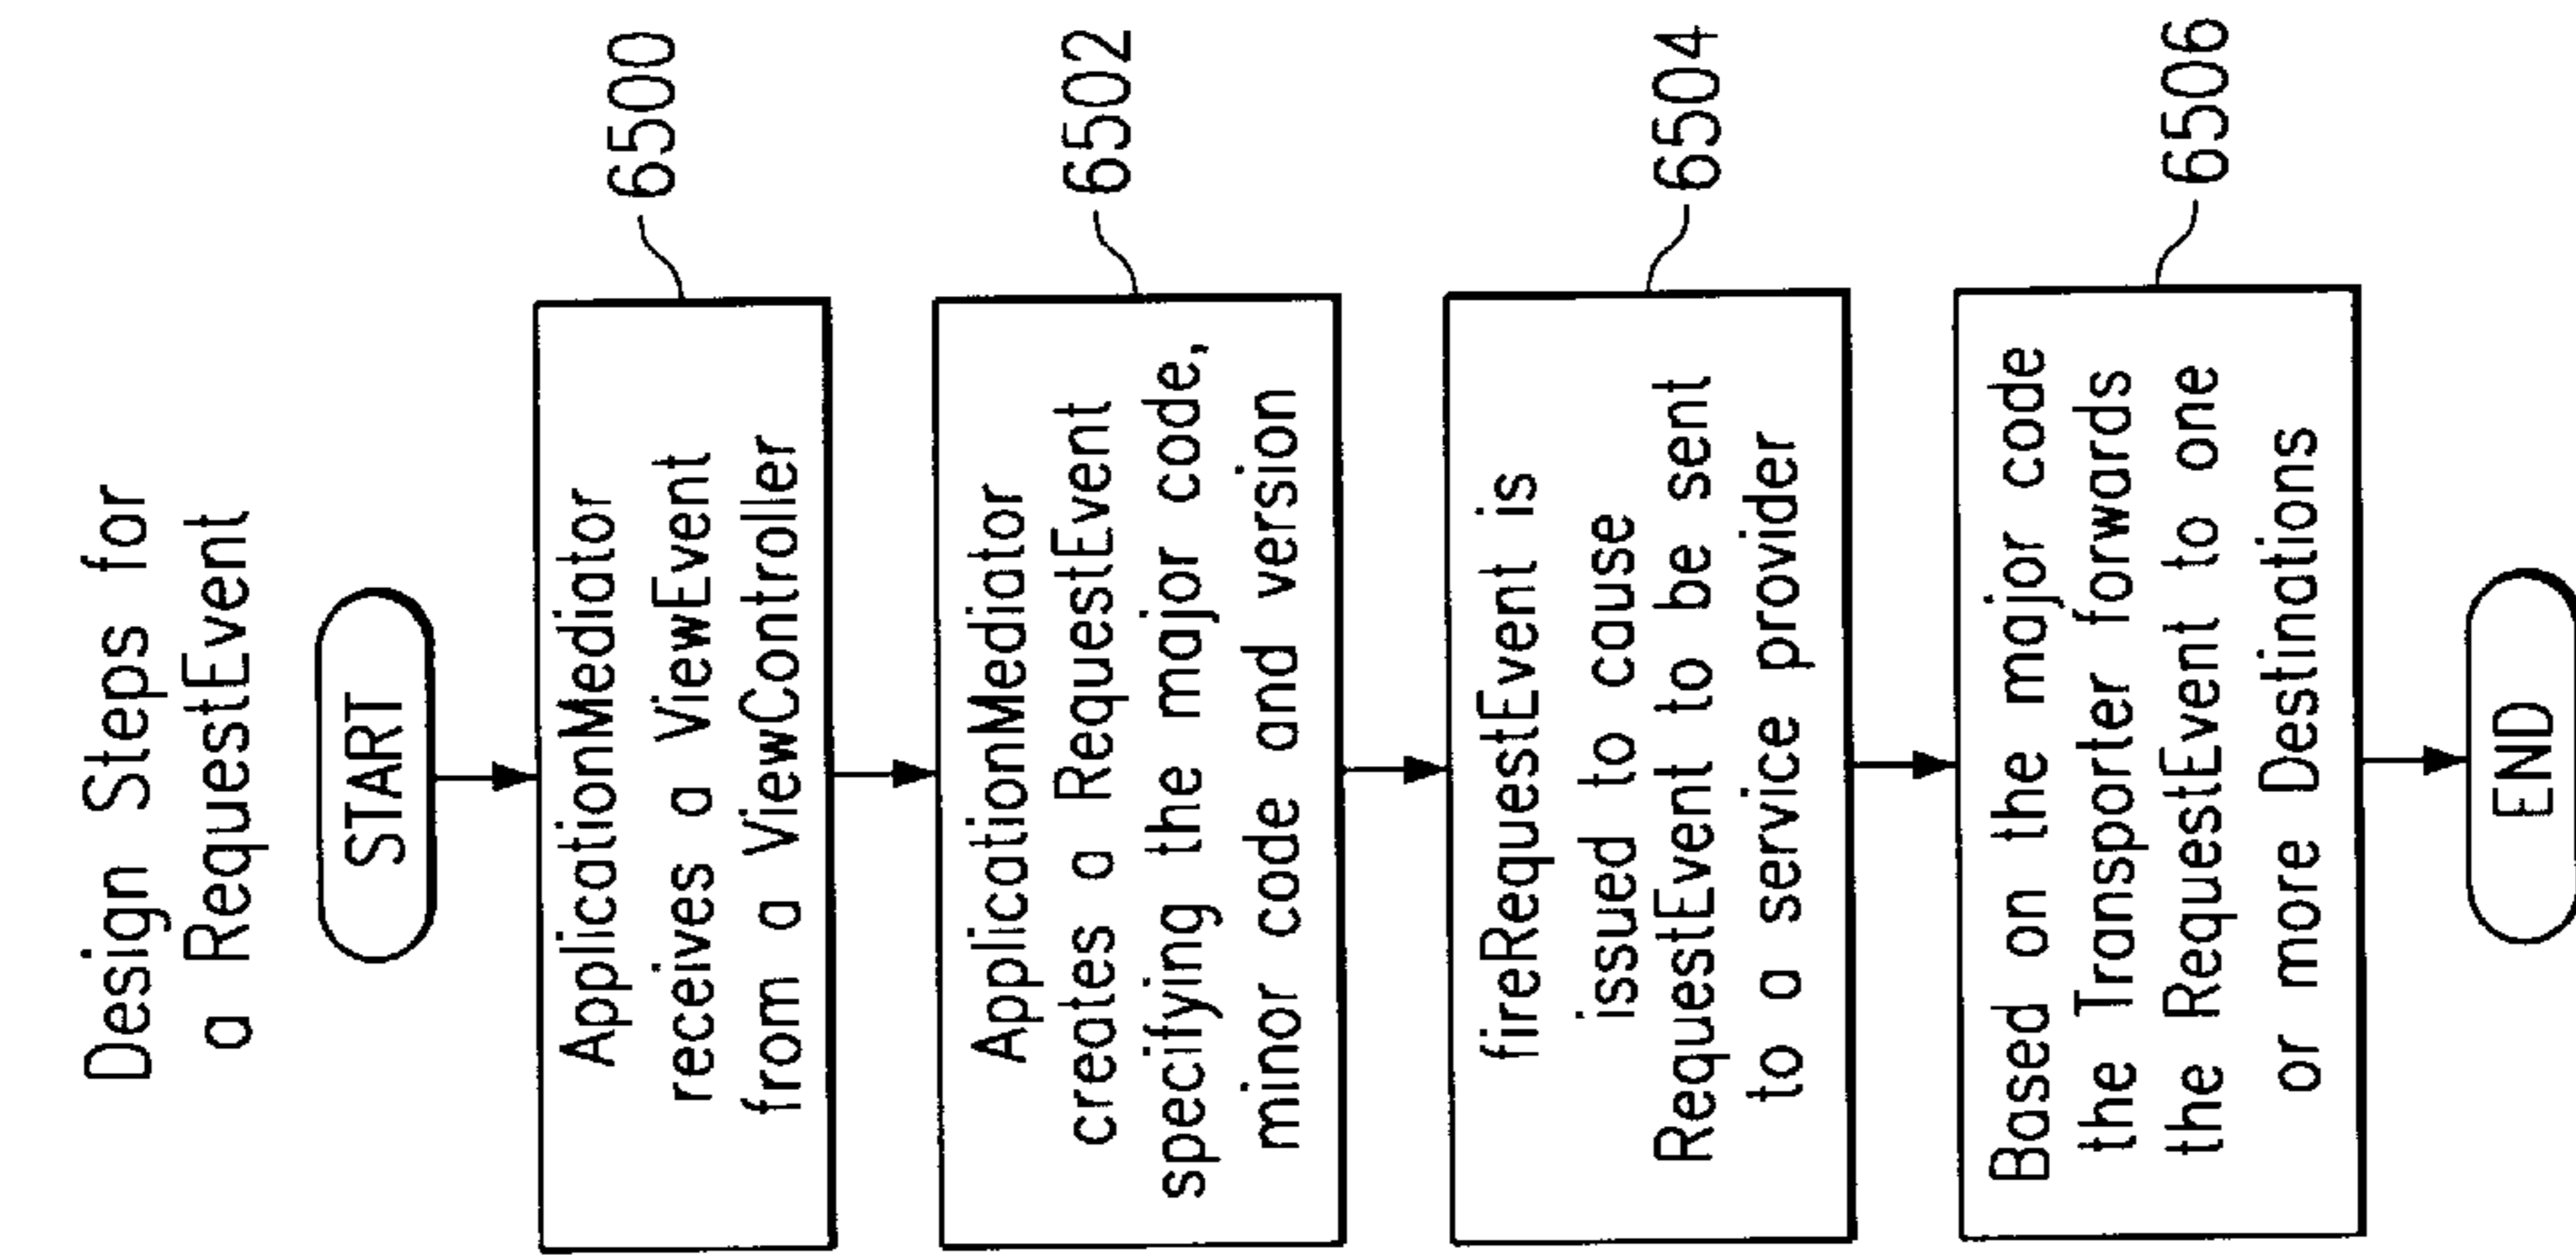 Design Steps for
a RequestEvent
START
ApplicationMediator
receives a ViewEvent
from a ViewController
6500
ApplicationMediator
creates a RequestEvent
specifying the major code,
minor code and version
6502
fireRequestEvent is
issued to cause
RequestEvent to be sent
to a service provider
6504
Based on the major code
the Transporter forwards
the RequestEvent to one
or more Destinations
6506
END